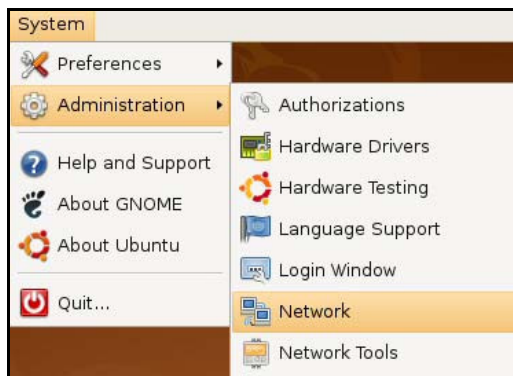 System
Preferences
Administration
Help and Support
About GNOME
About Ubuntu
Quit...
Authorizations
Hardware Drivers
Hardware Testing
Language Support
Login Window
Network
Network Tools